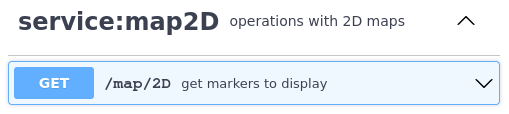 service:map2D operations with 2D maps
GET /map/2D get markers to display